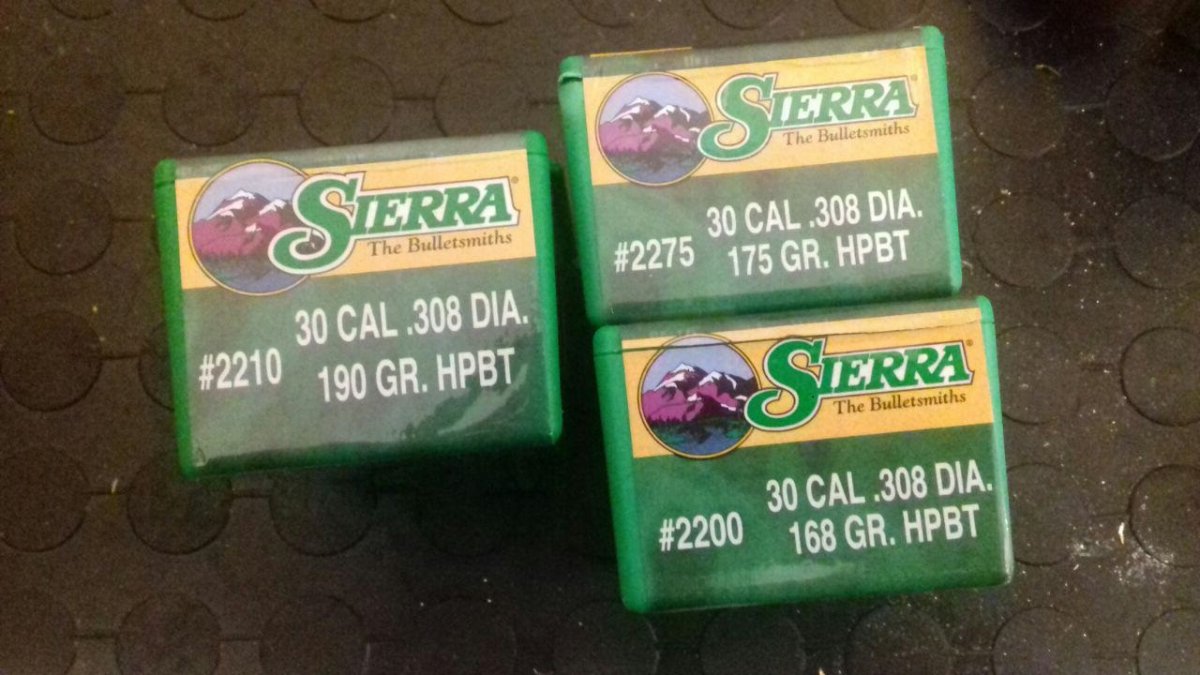 SIERRA
The Bulletsmiths
#2210
30 CAL .308 DIA.
190 GR. HPBT
SIERRA
The Bulletsmiths
#2275
30 CAL .308 DIA.
175 GR. HPBT
SIERRA
The Bulletsmiths
#2200
30 CAL .308 DIA.
168 GR. HPBT